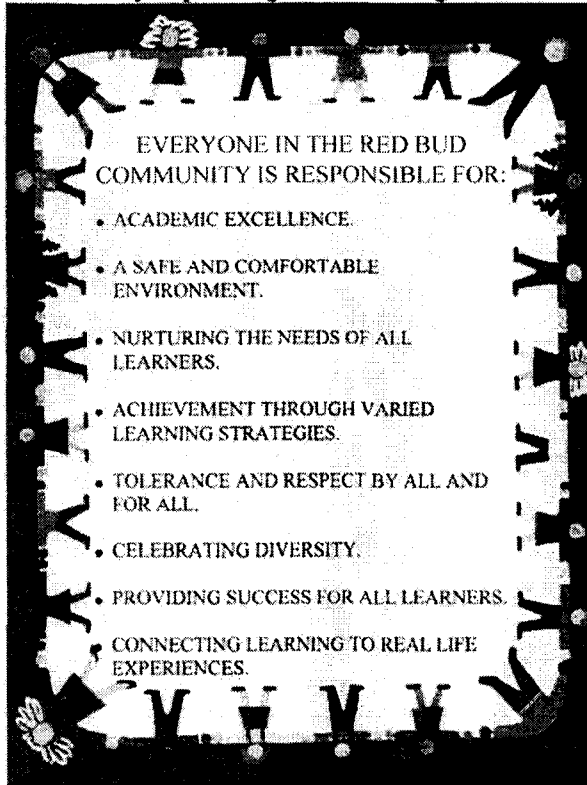 EVERYONE IN THE RED BUD
COMMUNITY IS RESPONSIBLE FOR:
• ACADEMIC EXCELLENCE.
• A SAFE AND COMFORTABLE
ENVIRONMENT.
• NURTURING THE NEEDS OF ALL
LEARNERS.
• ACHIEVEMENT THROUGH VARIED
LEARNING STRATEGIES.
• TOLERANCE AND RESPECT BY ALL AND
FOR ALL.
• CELEBRATING DIVERSITY.
• PROVIDING SUCCESS FOR ALL LEARNERS.
• CONNECTING LEARNING TO REAL LIFE
EXPERIENCES.